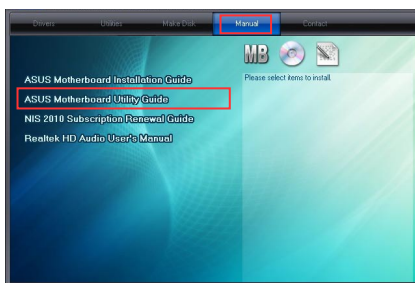 Drivers Utilities Make Disk Manual Contact
MB
Please select items to install.
ASUS Motherboard Installation Guide
ASUS Motherboard Utility Guide
NIS 2010 Subscription Renewal Guide
Realtek HD Audio User's Manual